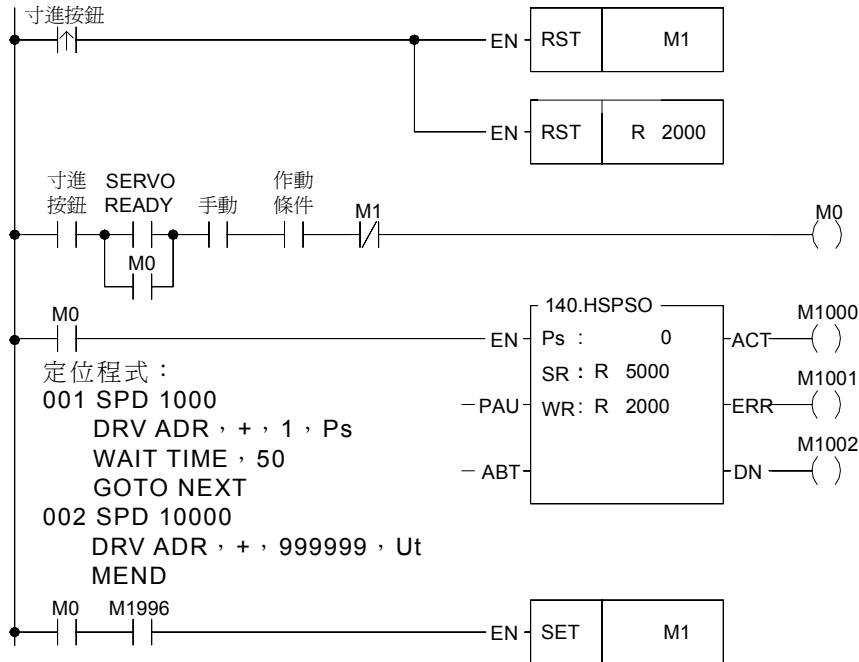 寸進按鈕
EN RST M1
EN RST R 2000
寸進 SERVO 作動
按鈕 READY 手動 條件 M1 M0
M0
M0 140.HSPSO M1000
EN Ps : 0 ACT ( )
定位程式：
SR : R 5000 M1001
001 SPD 1000
PAU WR: R 2000 ERR ( )
DRV ADR，+，1，Ps
M1002
WAIT TIME，50
ABT DN ( )
GOTO NEXT
002 SPD 10000
DRV ADR，+，999999，Ut
MEND
M0 M1996
EN SET M1